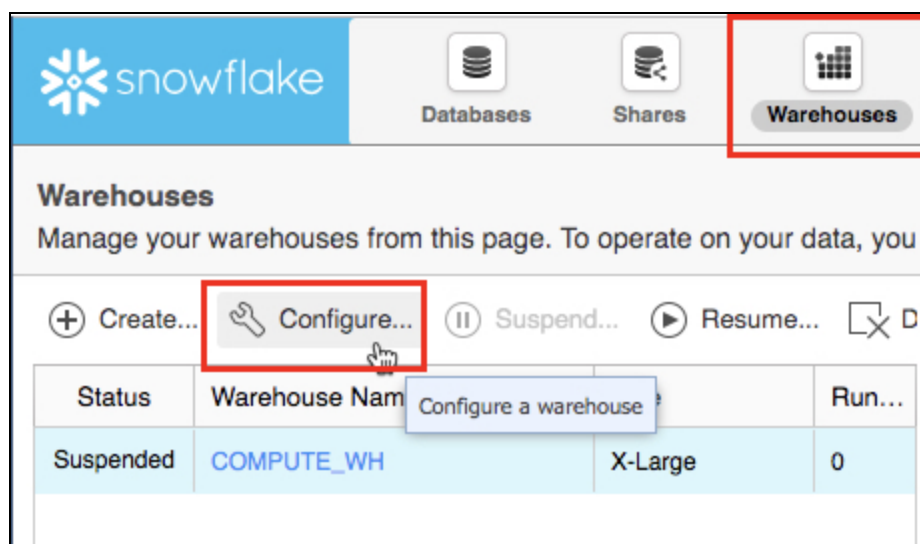 snowflake
Databases Shares Warehouses
Warehouses
Manage your warehouses from this page. To operate on your data, you
Create... Configure... Suspend... Resume... D
Status Warehouse Nam Run...
Configure a warehouse
Suspended COMPUTE_WH X-Large 0